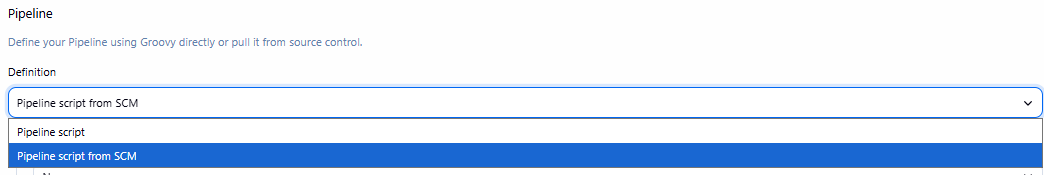 Pipeline
Define your Pipeline using Groovy directly or pull it from source control.
Definition
Pipeline script from SCM
Pipeline script
Pipeline script from SCM